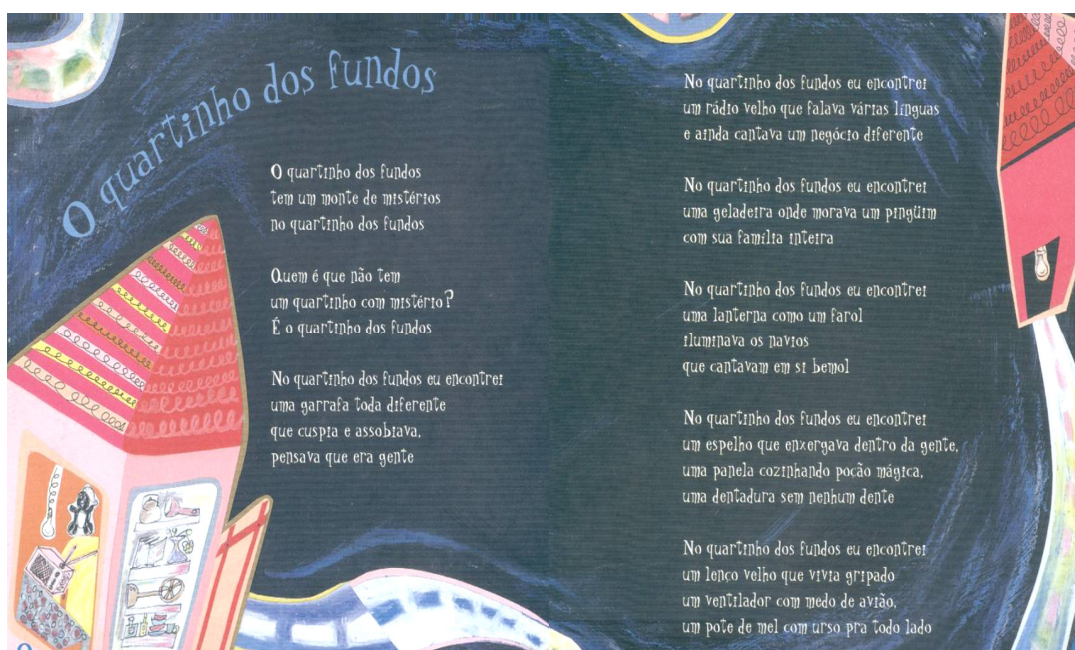 O quartinho dos fundos
O quartinho dos fundos
tem um monte de mistérios
no quartinho dos fundos
Quem é que não tem
um quartinho com mistério?
É o quartinho dos fundos
No quartinho dos fundos eu encontrei
uma garrafa toda diferente
que cuspia e assobiava,
pensava que era gente
No quartinho dos fundos eu encontrei
um rádio velho que falava várias línguas
e ainda cantava um negócio diferente
No quartinho dos fundos eu encontrei
uma geladeira onde morava um pingüim
com sua família inteira
No quartinho dos fundos eu encontrei
uma lanterna como um farol
iluminava os navios
que cantavam em si bemol
No quartinho dos fundos eu encontrei
um espelho que enxergava dentro da gente,
uma panela cozinhando poção mágica,
uma dentadura sem nenhum dente
No quartinho dos fundos eu encontrei
um lenço velho que vivia gripado
um ventilador com medo de avião,
um pote de mel com urso pra todo lado